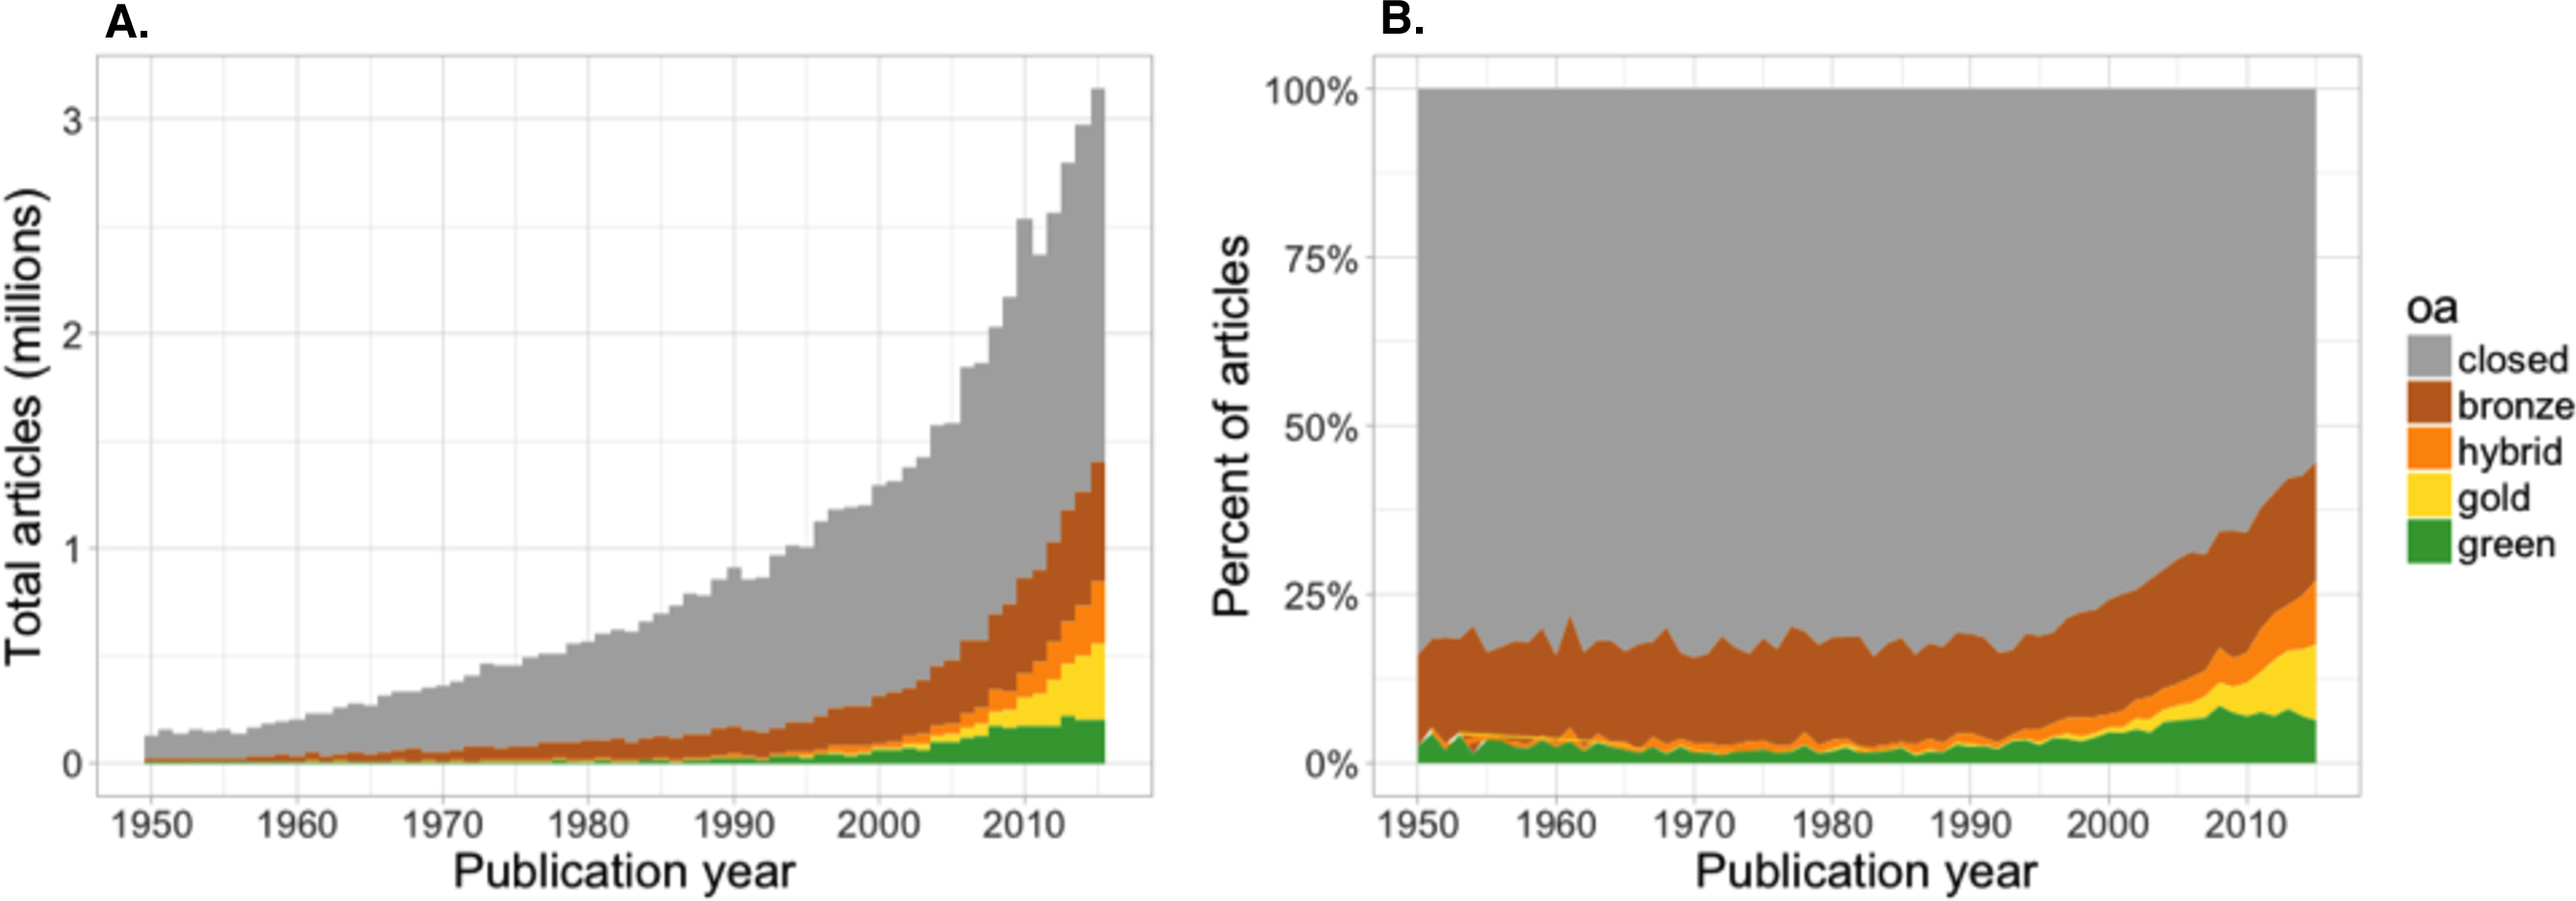 A.
Total articles (millions)
3
2
1
0
1950 1960 1970 1980 1990 2000 2010
Publication year
B.
Percent of articles
100%
75%
50%
25%
0%
1950 1960 1970 1980 1990 2000 2010
Publication year
oa
closed
bronze
hybrid
gold
green